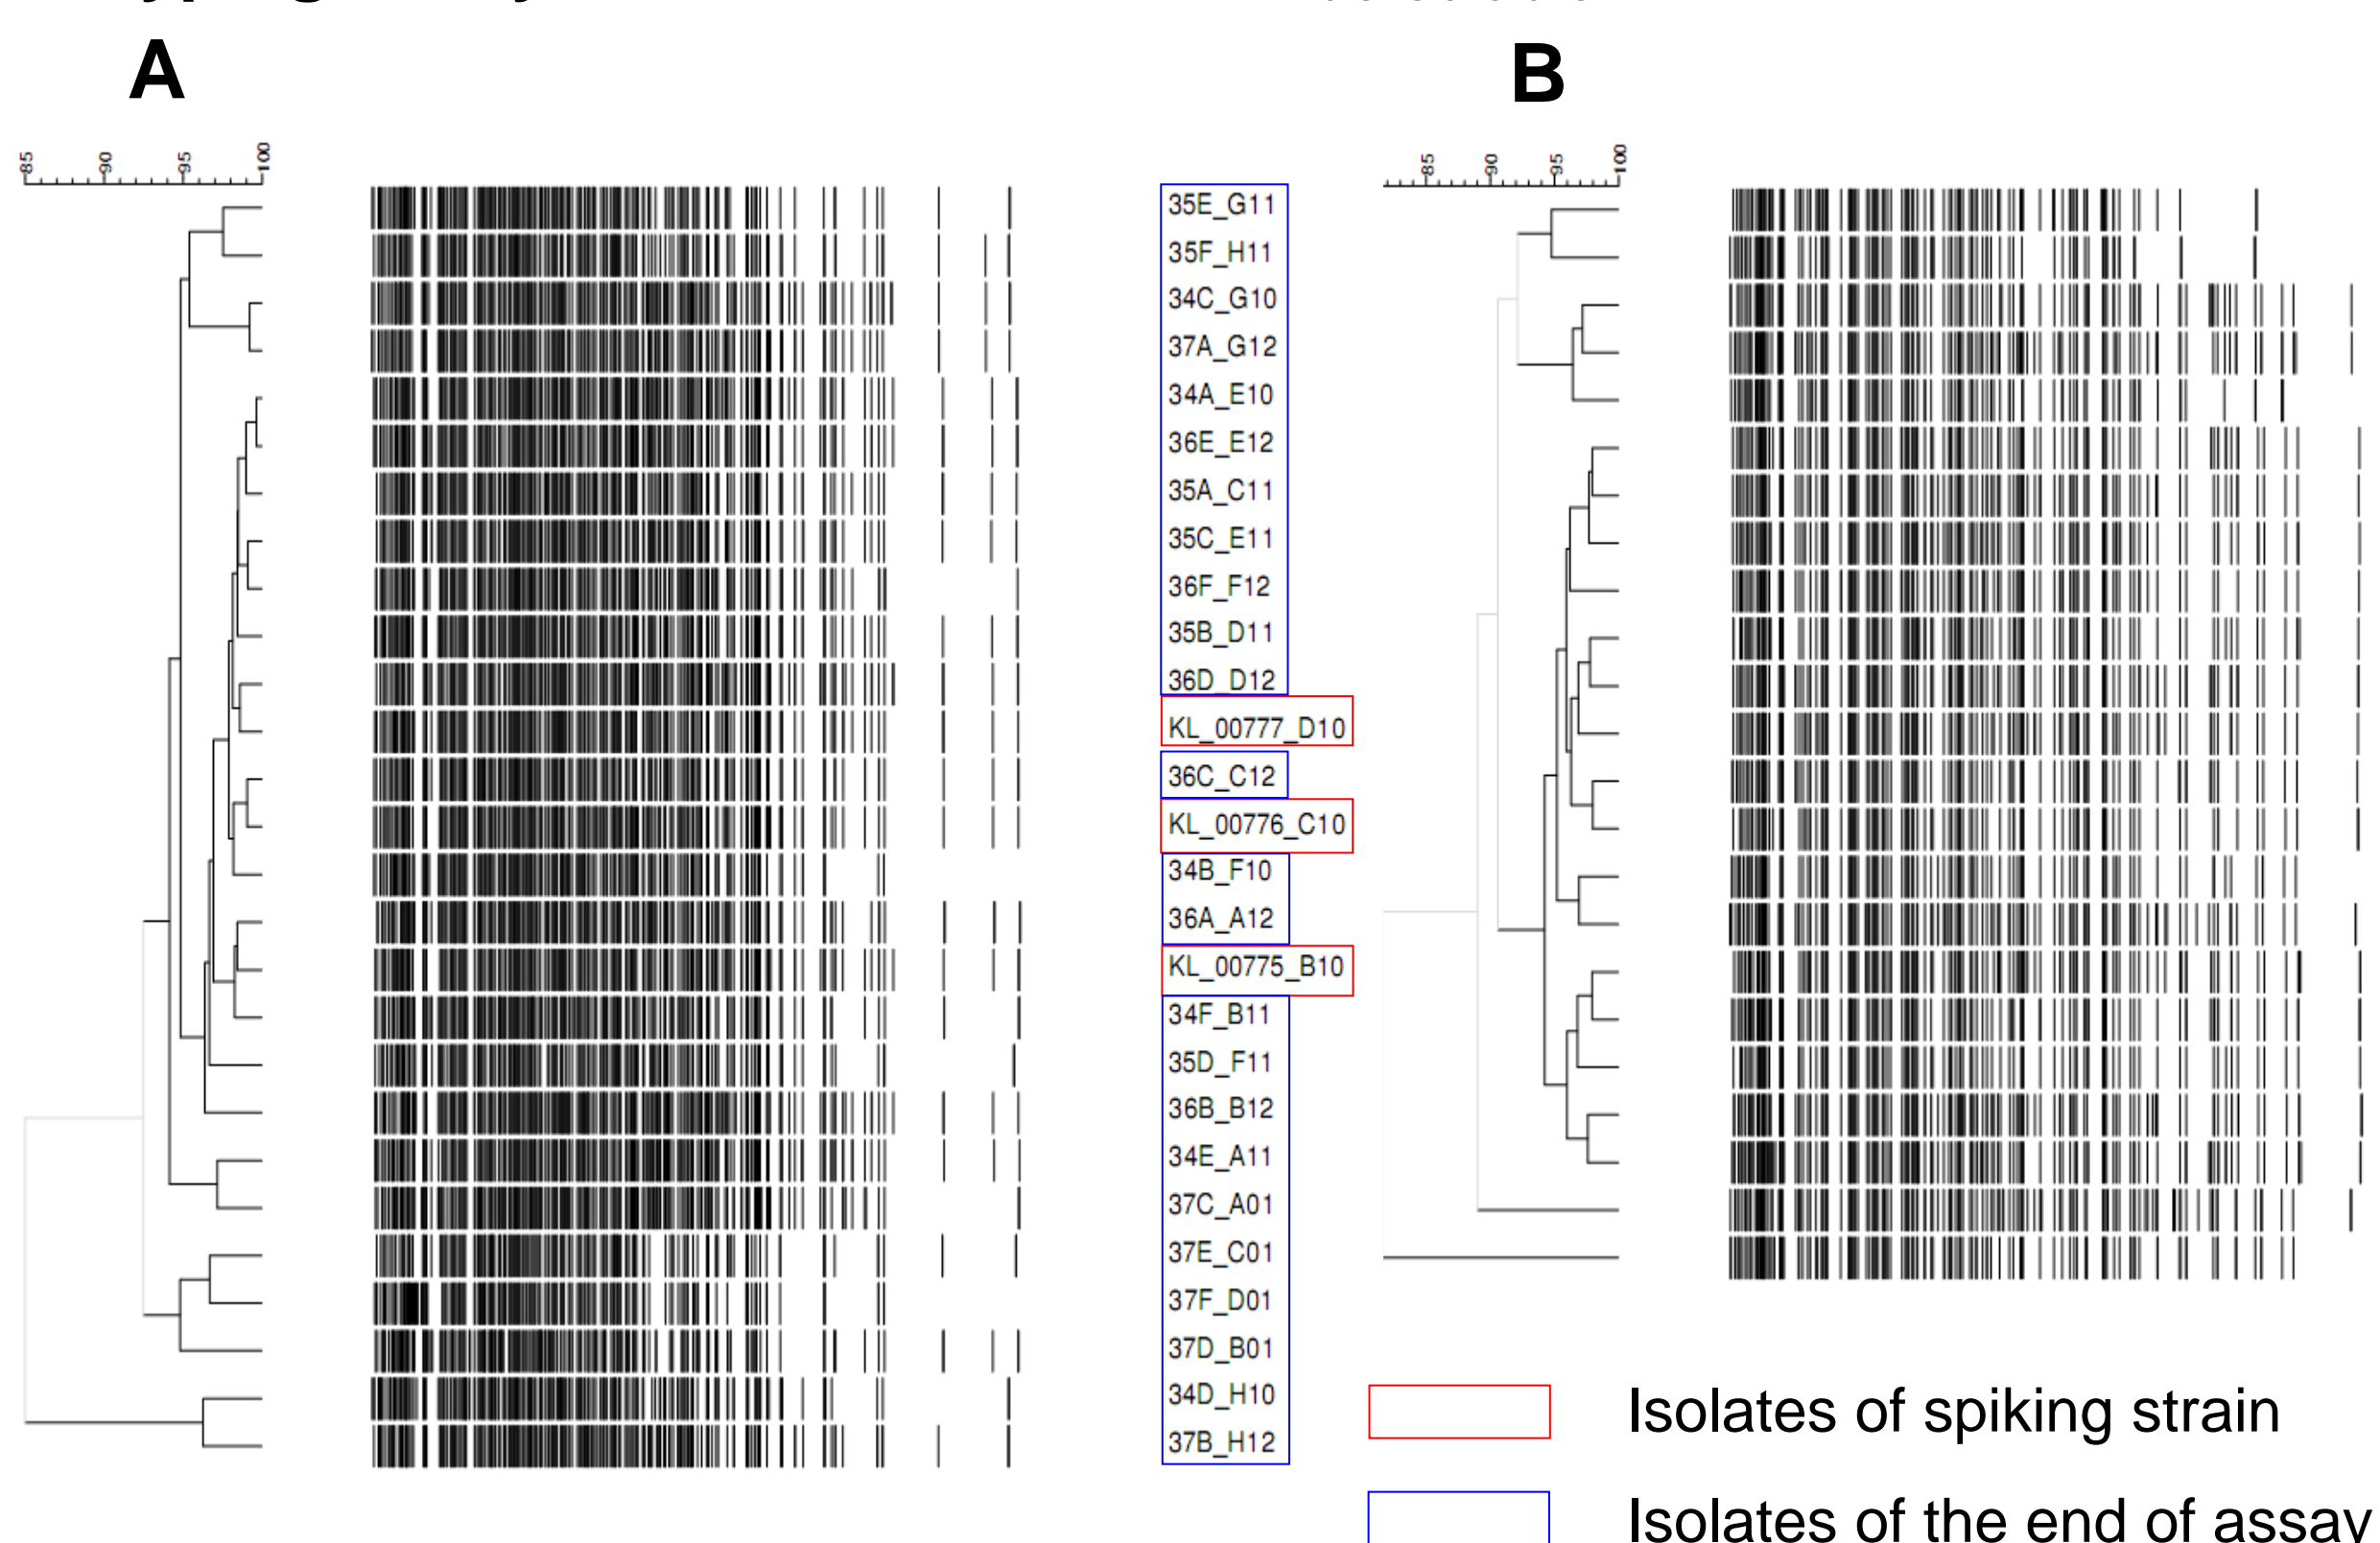 A
B
85 90 95 100
85 90 95 100
35E_G11
35F_H11
34C_G10
37A_G12
34A_E10
36E_E12
35A_C11
35C_E11
36F_F12
35B_D11
36D_D12
KL_00777_D10
36C_C12
KL_00776_C10
34B_F10
36A_A12
KL_00775_B10
34F_B11
35D_F11
36B_B12
34E_A11
37C_A01
37E_C01
37F_D01
37D_B01
34D_H10
37B_H12
Isolates of spiking strain
Isolates of the end of assay